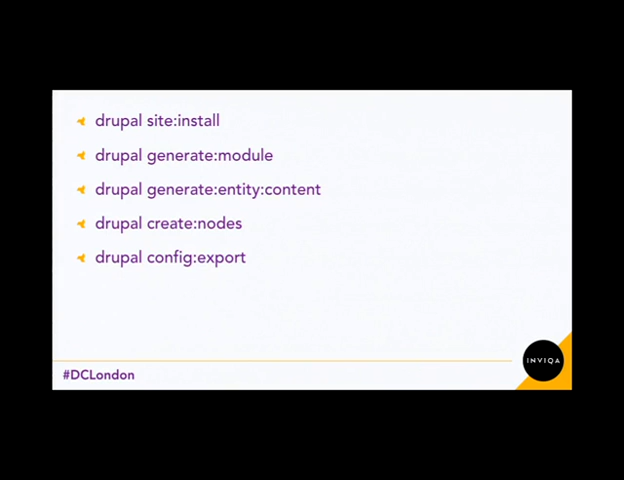 drupal site:install
drupal generate:module
drupal generate:entity:content
drupal create:nodes
drupal config:export
#DCLondon
INVIQA